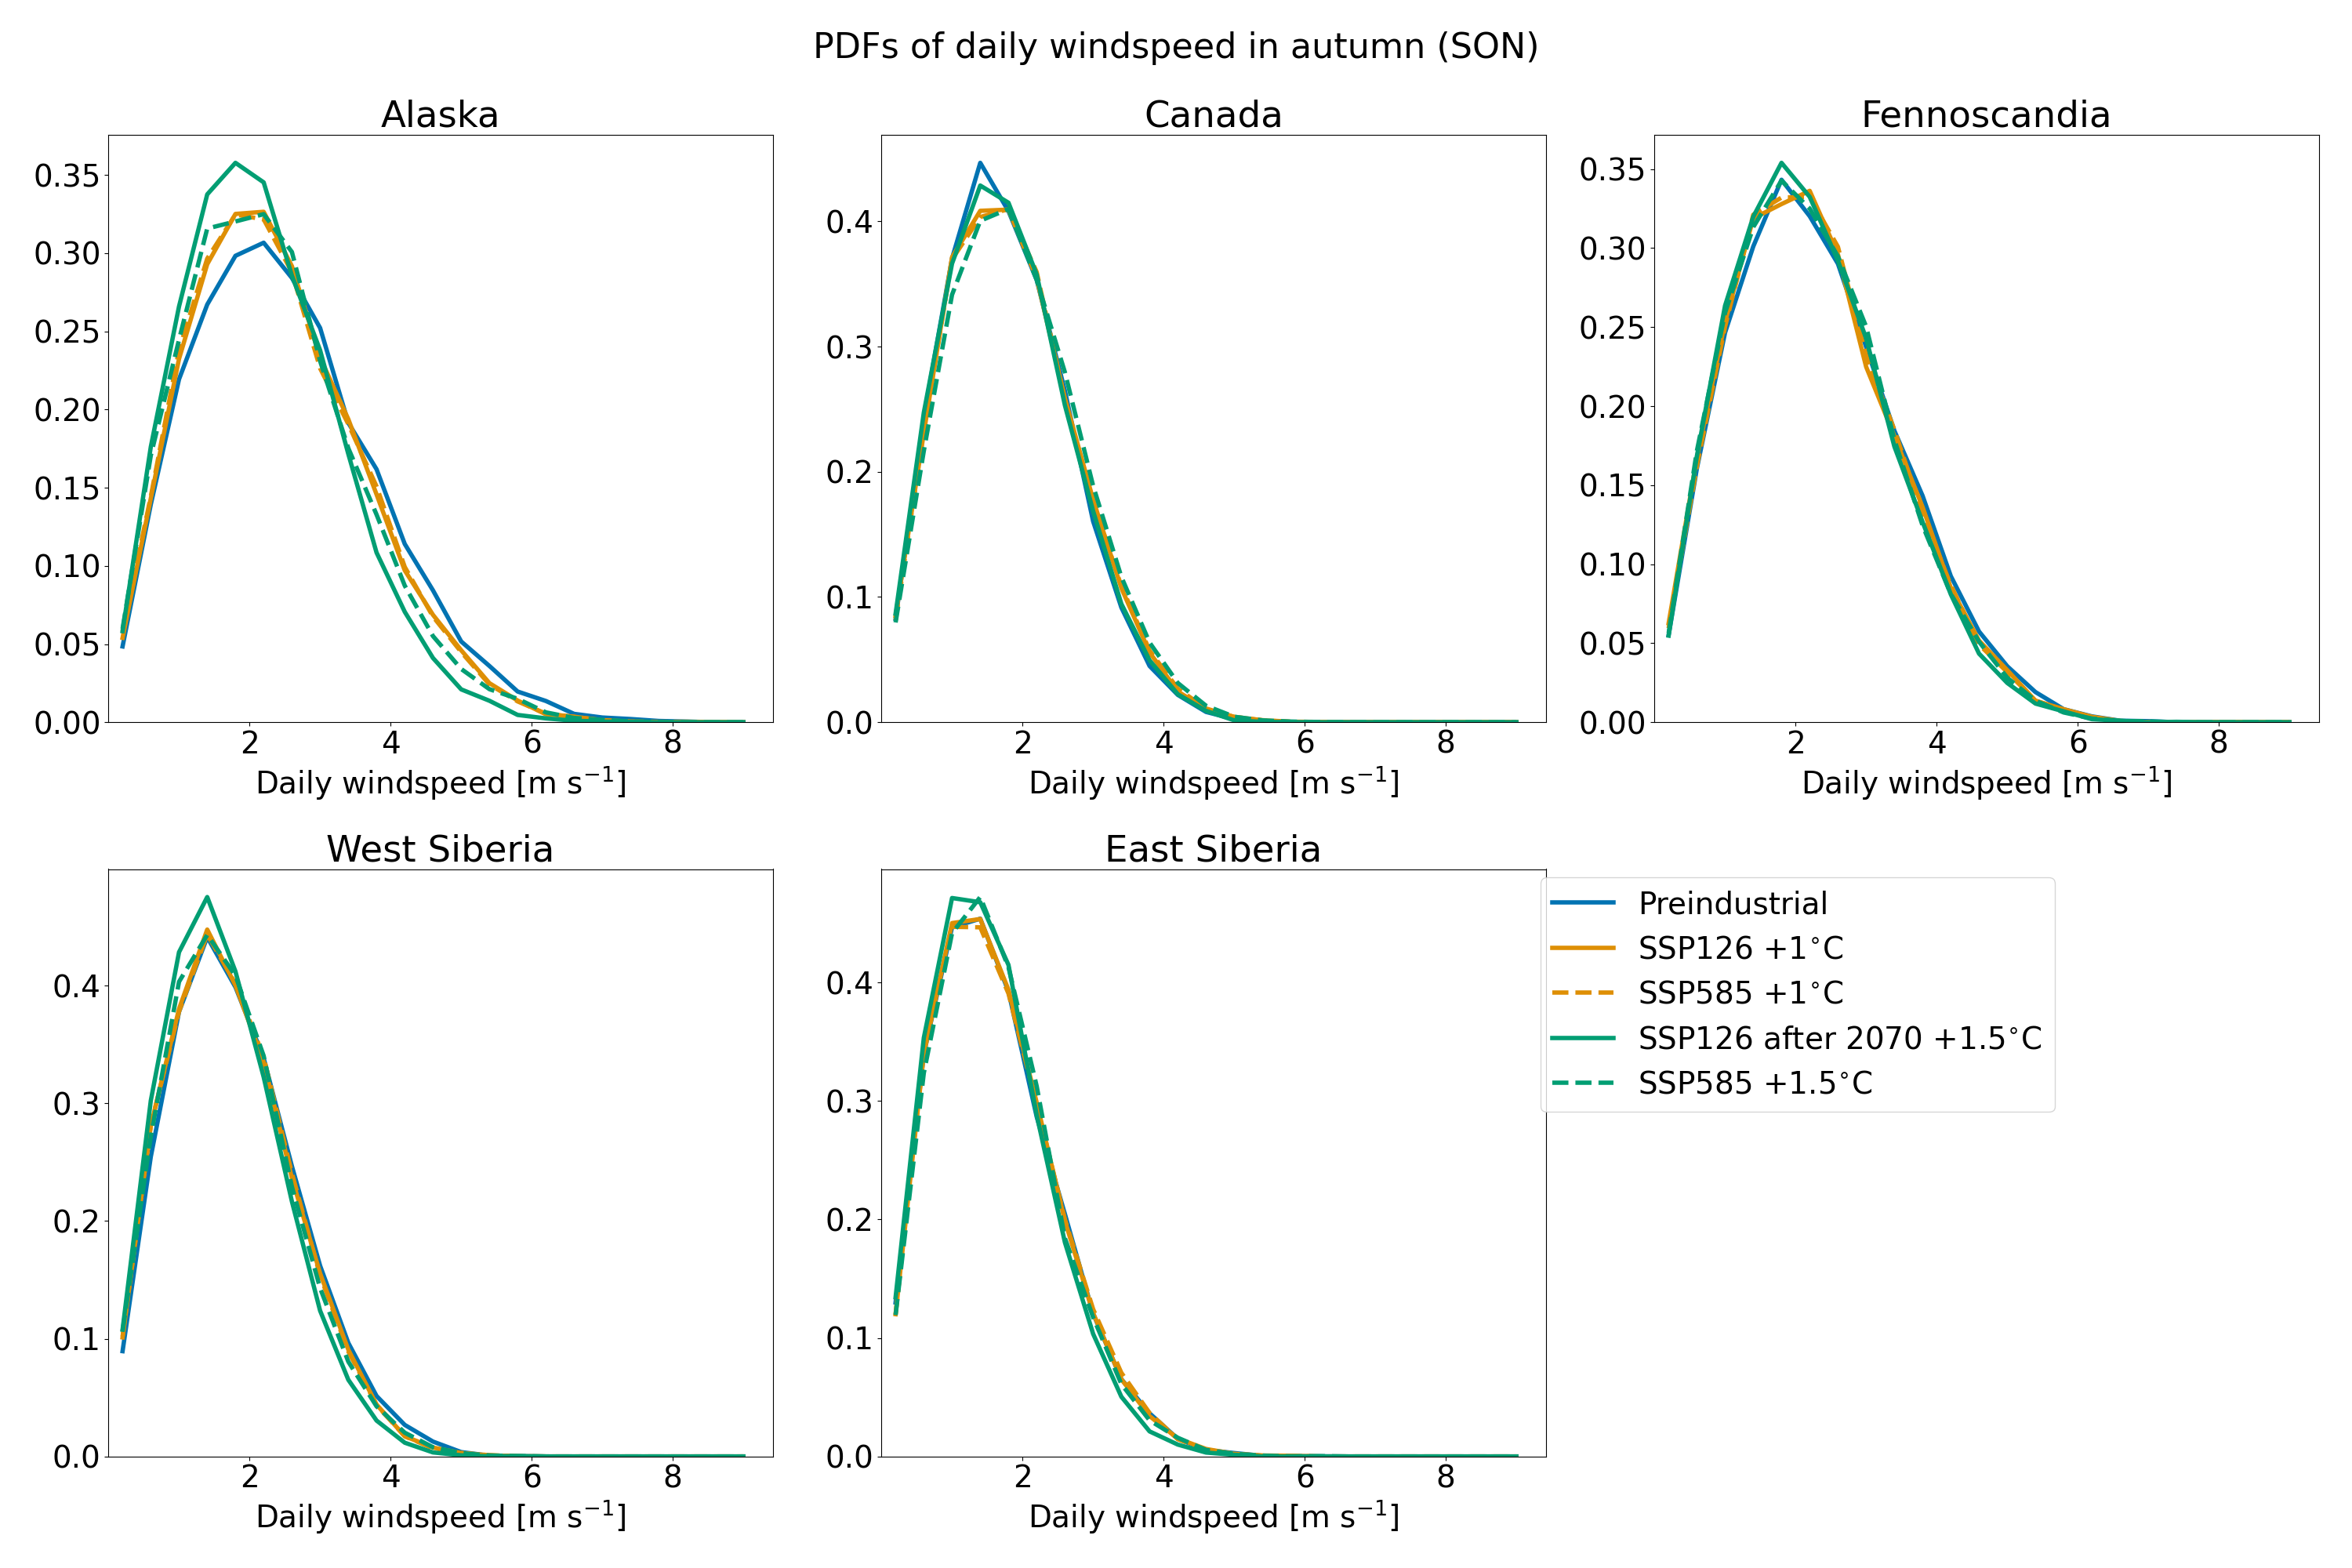 PDFs of daily windspeed in autumn (SON)
Alaska
0.35
0.30
0.25
0.20
0.15
0.10
0.05
0.00
2 4 6 8
Daily windspeed [m s⁻¹]
Canada
0.4
0.3
0.2
0.1
0.0
2 4 6 8
Daily windspeed [m s⁻¹]
Fennoscandia
0.35
0.30
0.25
0.20
0.15
0.10
0.05
0.00
2 4 6 8
Daily windspeed [m s⁻¹]
West Siberia
0.4
0.3
0.2
0.1
0.0
2 4 6 8
Daily windspeed [m s⁻¹]
East Siberia
0.4
0.3
0.2
0.1
0.0
2 4 6 8
Daily windspeed [m s⁻¹]
Preindustrial
SSP126 +1°C
SSP585 +1°C
SSP126 after 2070 +1.5°C
SSP585 +1.5°C